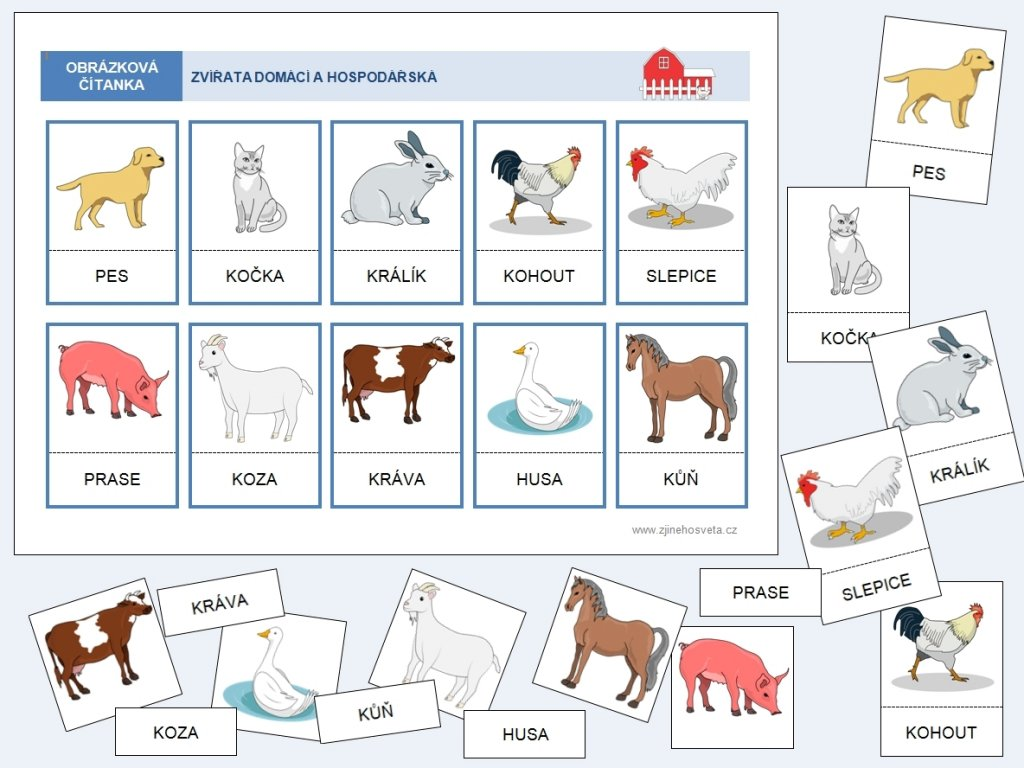 OBRÁZKOVÁ
ČÍTANKA
ZVÍŘATA DOMÁCÍ A HOSPODÁŘSKÁ
PES
KOČKA
KRÁLÍK
KOHOUT
SLEPICE
PRASE
KOZA
KRÁVA
HUSA
KŮŇ
www.zjinehosveta.cz
PES
KOČKA
KRÁLÍK
SLEPICE
PRASE
KRÁVA
KOZA
KŮŇ
HUSA
KOHOUT